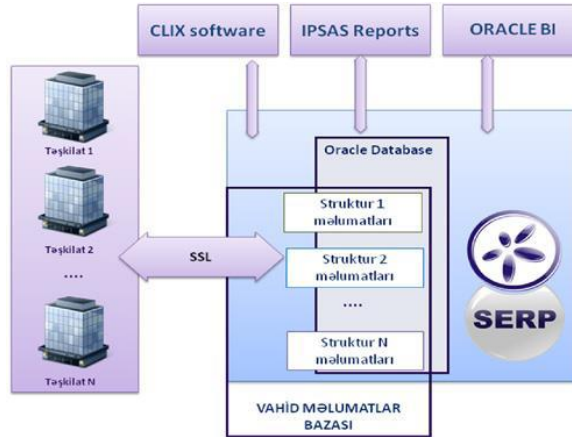 CLIX software
IPSAS Reports
ORACLE BI
Təşkilat 1
Təşkilat 2
....
Təşkilat N
SSL
Oracle Database
Struktur 1
məlumatları
Struktur 2
məlumatları
....
Struktur N
məlumatları
SERP
VAHİD MƏLUMATLAR
BAZASI